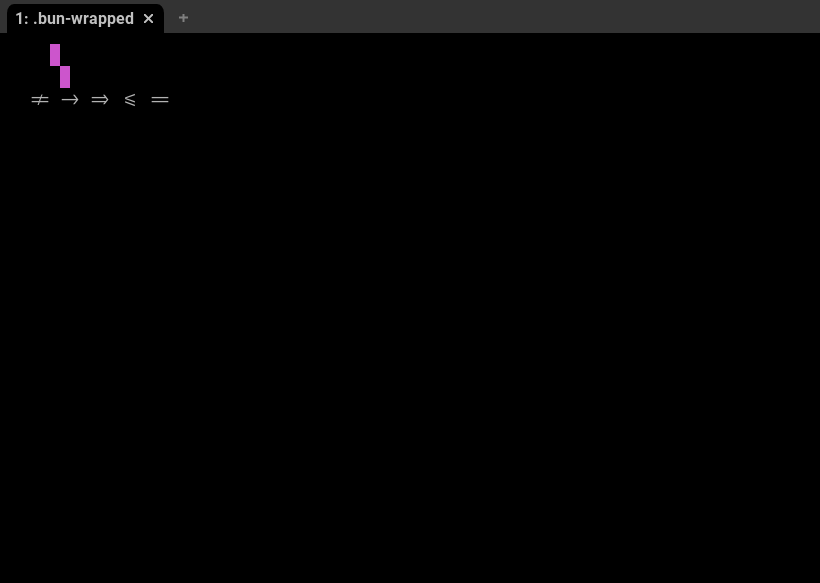 1: .bun-wrapped × +
≠ → ⇒ ⩽ ==